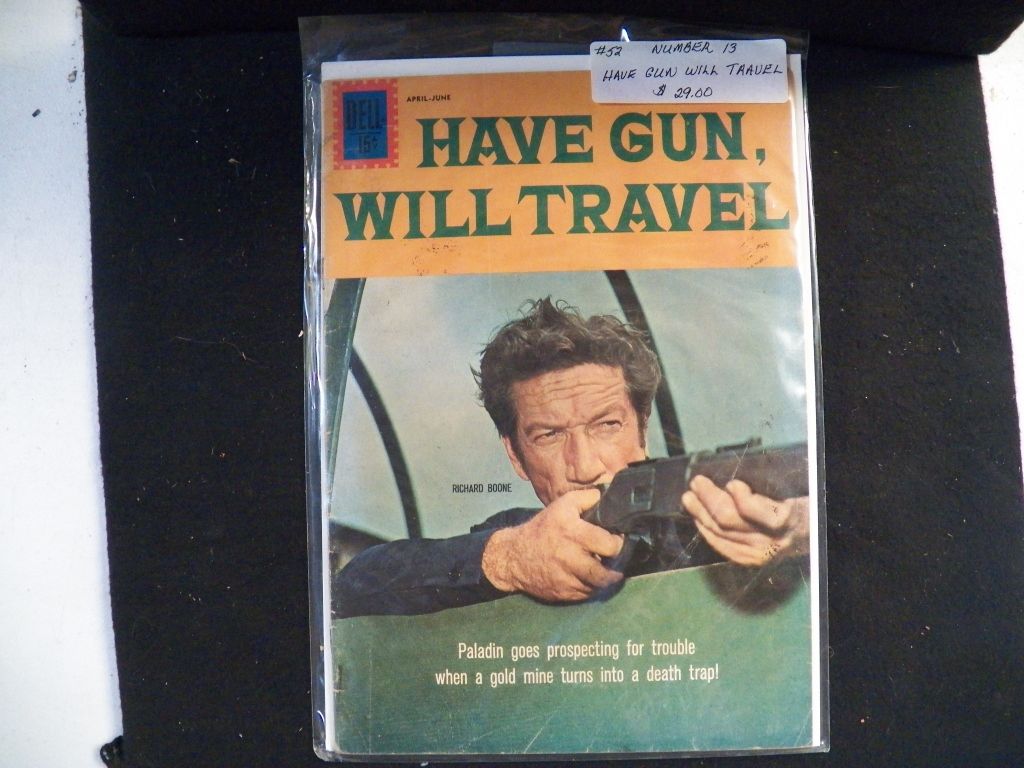 #52 NUMBER 13
HAVE GUN WILL TRAVEL
$ 29.00
DELL
15¢
APRIL-JUNE
HAVE GUN,
WILL TRAVEL
RICHARD BOONE
Paladin goes prospecting for trouble
when a gold mine turns into a death trap!